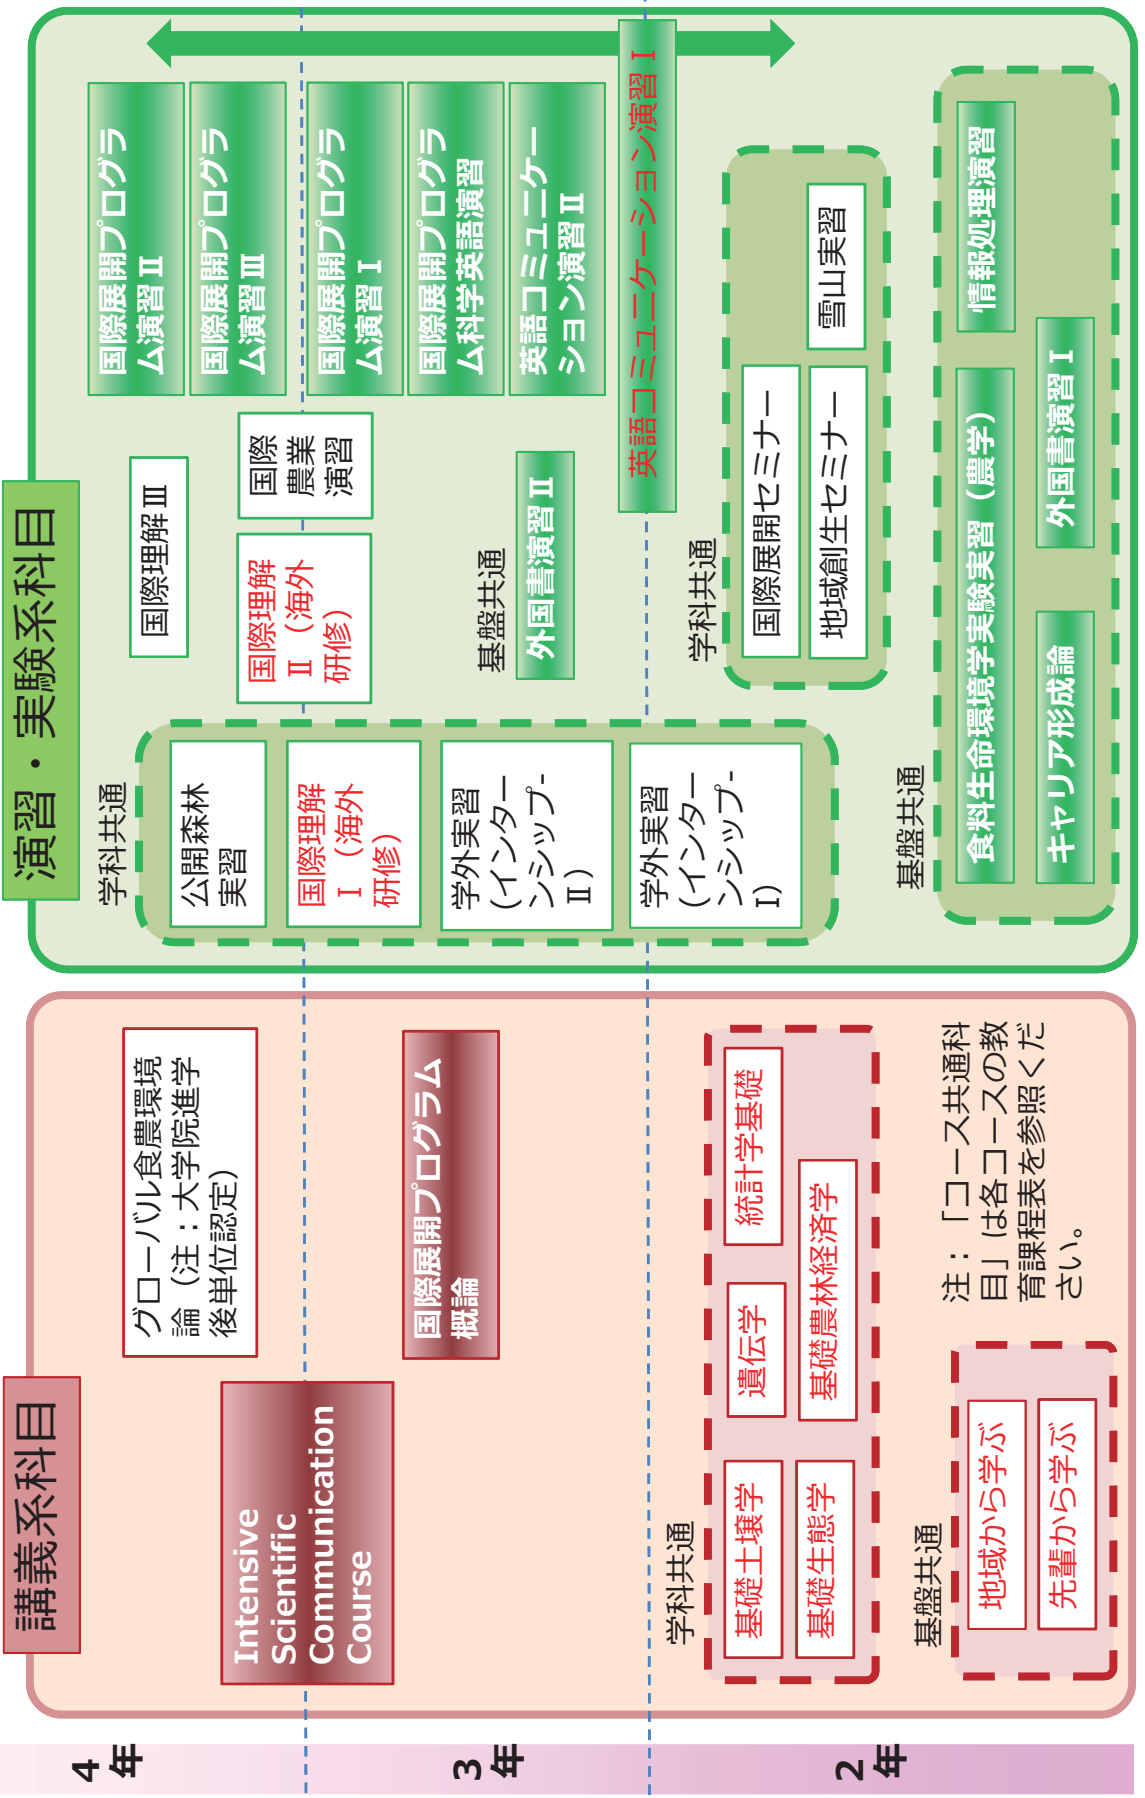 講義系科目
グローバル食農環境
論（注：大学院進学
後単位認定）
Intensive
Scientific
Communication
Course
国際展開プログラム
概論
学科共通
基礎土壌学
遺伝学
統計学基礎
基礎生態学
基礎農林経済学
基盤共通
地域から学ぶ
先輩から学ぶ
注：「コース共通科
目」は各コースの教
育課程表を参照くだ
さい。
演習・実験系科目
学科共通
公開森林
実習
国際理解
Ⅰ（海外
研修）
学外実習
(インター
ンシップ-
Ⅱ)
学外実習
(インター
ンシップ-
Ⅰ)
国際理解Ⅲ
国際理解
Ⅱ（海外
研修）
国際
農業
演習
国際展開プログラ
ム演習Ⅱ
国際展開プログラ
ム演習Ⅲ
国際展開プログラ
ム演習Ⅰ
国際展開プログラ
ム科学英語演習
英語コミュニケー
ション演習Ⅱ
基盤共通
外国書演習Ⅱ
英語コミュニケーション演習Ⅰ
学科共通
国際展開セミナー
地域創生セミナー
雪山実習
基盤共通
食料生命環境学実験実習（農学）
情報処理演習
キャリア形成論
外国書演習Ⅰ
4
年
3
年
2
年